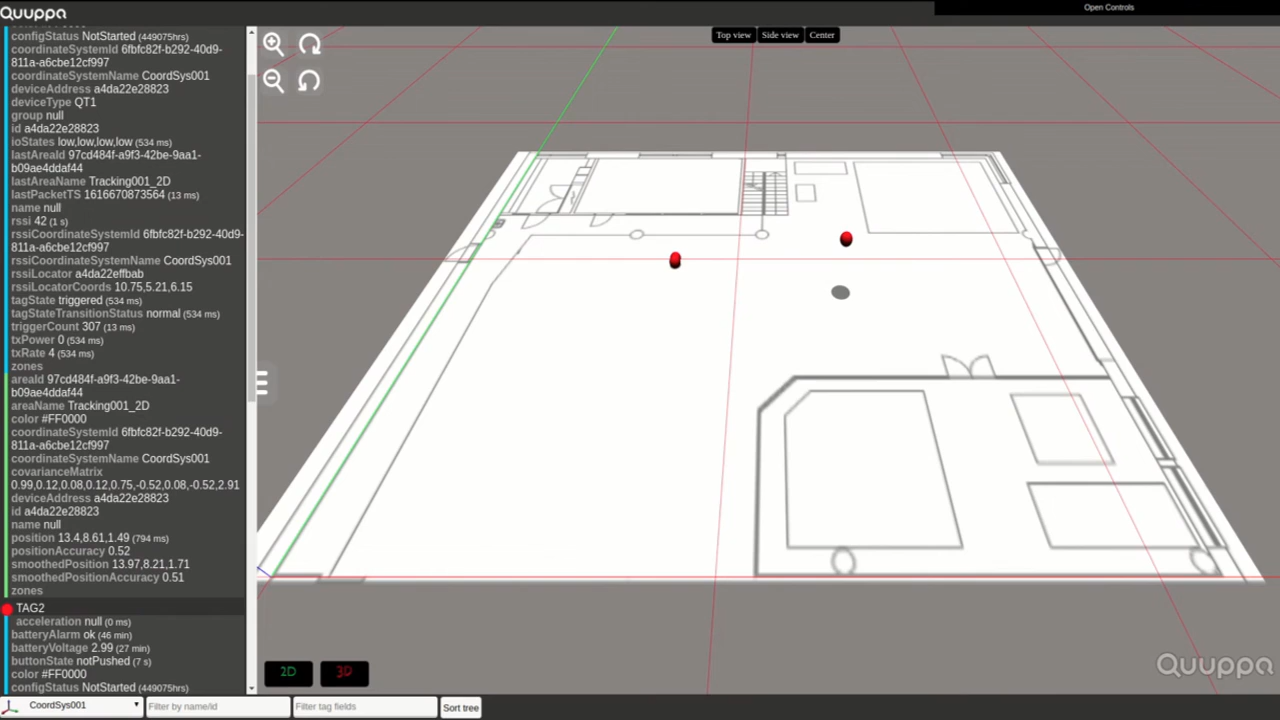 Quuppa
Open Controls
configStatus NotStarted (449075hrs)
coordinateSystemId 6fbfc82f-b292-40d9-
811a-a6cbe12cf997
coordinateSystemName CoordSys001
deviceAddress a4da22e28823
deviceType QT1
group null
id a4da22e28823
ioStates low,low,low,low (534 ms)
lastAreaId 97cd484f-a9f3-42be-9aa1-
b09ae4ddaf44
lastAreaName Tracking001_2D
lastPacketTS 1616670873564 (13 ms)
name null
rssi 42 (1 s)
rssiCoordinateSystemId 6fbfc82f-b292-40d9-
811a-a6cbe12cf997
rssiCoordinateSystemName CoordSys001
rssiLocator a4da22effbab
rssiLocatorCoords 10.75,5.21,6.15
tagState triggered (534 ms)
tagStateTransitionStatus normal (534 ms)
triggerCount 307 (13 ms)
txPower 0 (534 ms)
txRate 4 (534 ms)
zones
areaId 97cd484f-a9f3-42be-9aa1-
b09ae4ddaf44
areaName Tracking001_2D
color #FF0000
coordinateSystemId 6fbfc82f-b292-40d9-
811a-a6cbe12cf997
coordinateSystemName CoordSys001
covarianceMatrix
0.99,0.12,0.08,0.12,0.75,-0.52,0.08,-0.52,2.91
deviceAddress a4da22e28823
id a4da22e28823
name null
position 13.4,8.61,1.49 (794 ms)
positionAccuracy 0.52
smoothedPosition 13.97,8.21,1.71
smoothedPositionAccuracy 0.51
zones
TAG2
acceleration null (0 ms)
batteryAlarm ok (46 min)
batteryVoltage 2.99 (27 min)
buttonState notPushed (7 s)
color #FF0000
configStatus NotStarted (449075hrs)
Top view Side view Center
2D 3D
Quuppa
CoordSys001 Filter by name/id Filter tag fields Sort tree